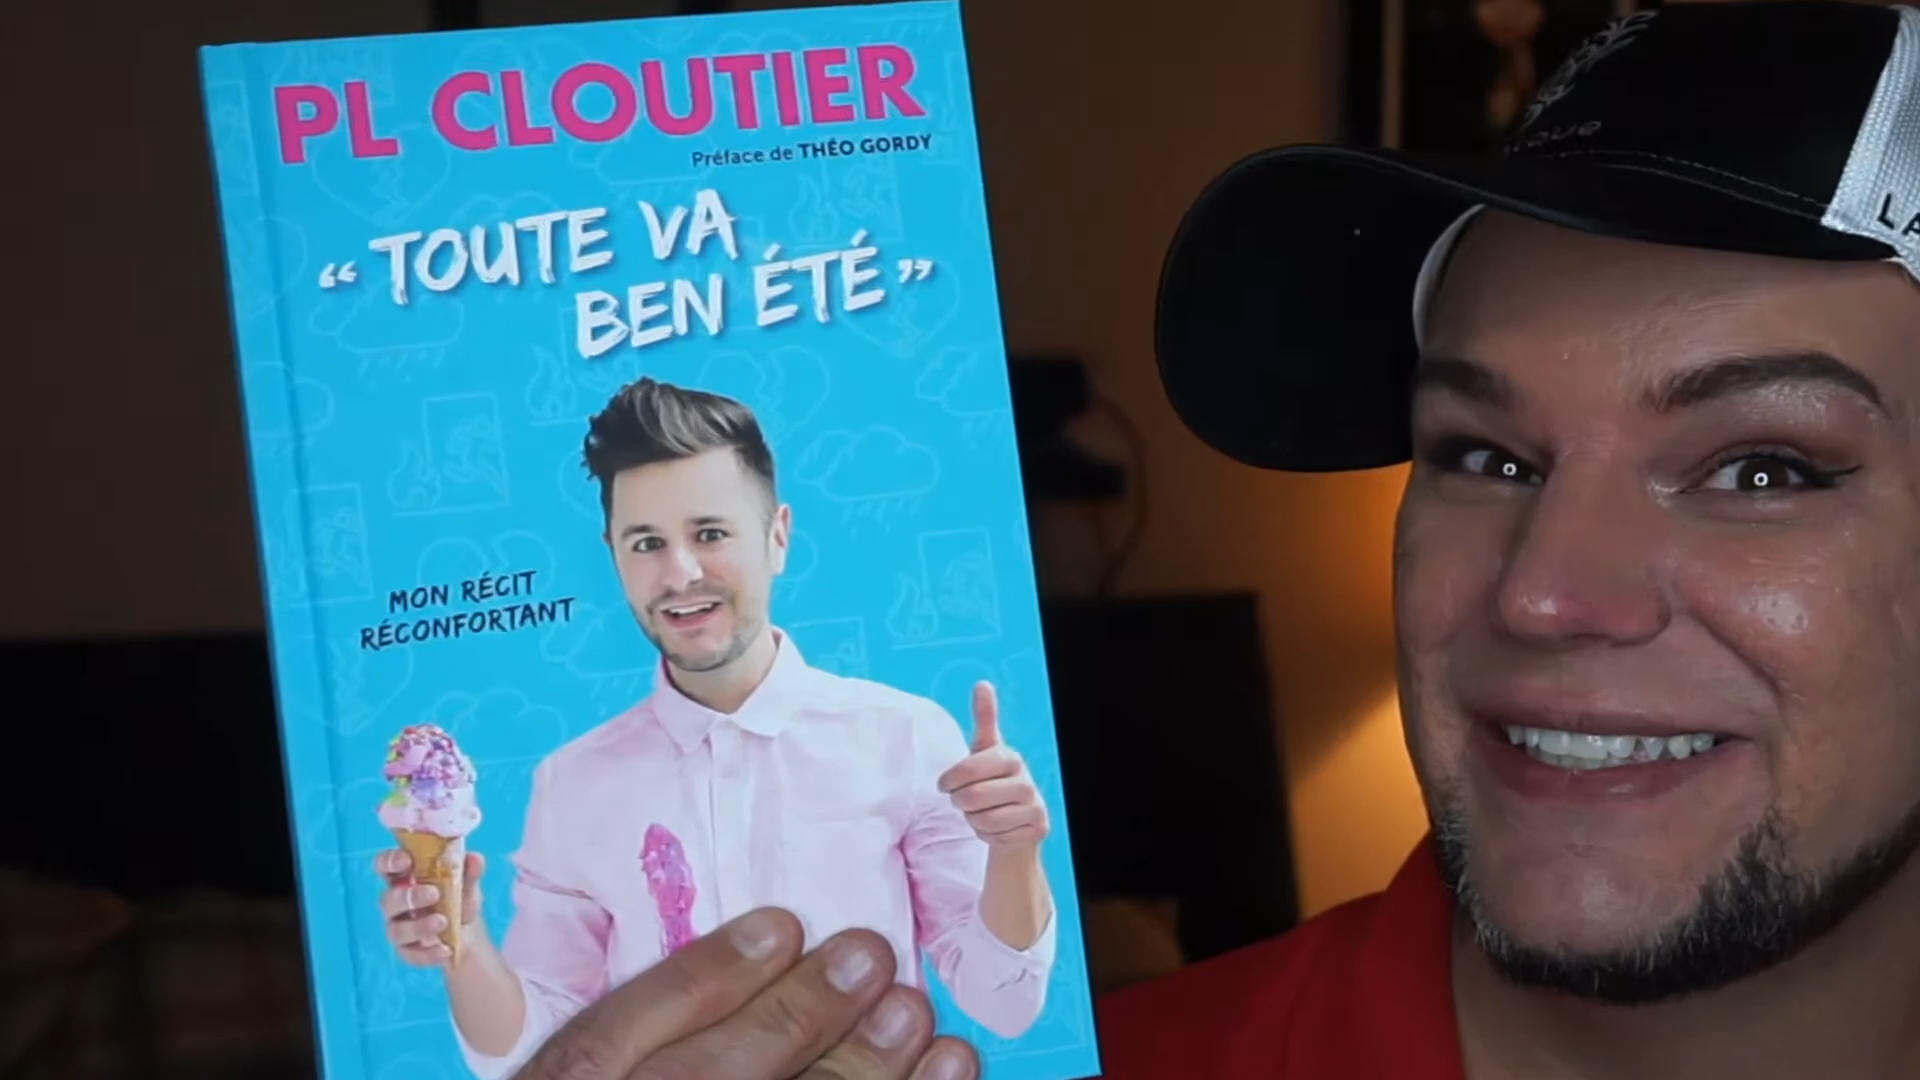 PL CLOUTIER
Préface de THÉO GORDY
“TOUTE VA
BEN ÉTÉ”
MON RÉCIT
RÉCONFORTANT